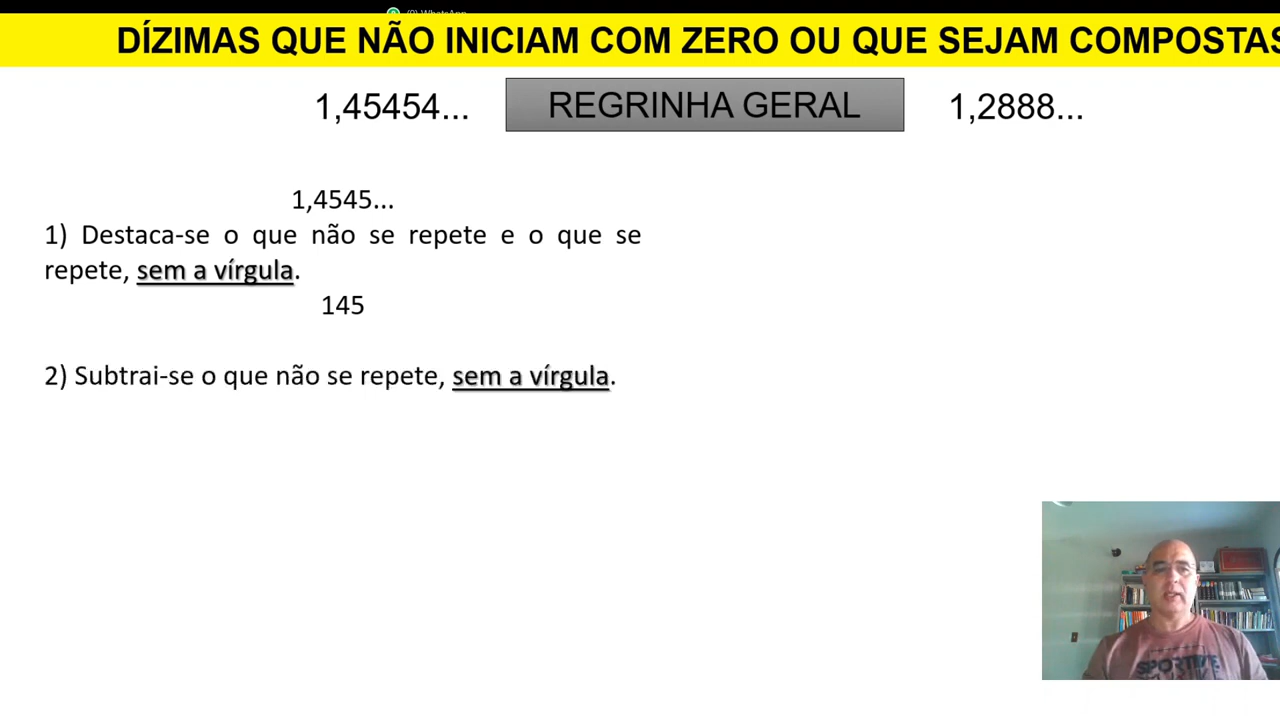 (9) WhatsApp
DÍZIMAS QUE NÃO INICIAM COM ZERO OU QUE SEJAM COMPOSTAS
1,45454... REGRINHA GERAL 1,2888...
1,4545...
1) Destaca-se o que não se repete e o que se
repete, sem a vírgula.
145
2) Subtrai-se o que não se repete, sem a vírgula.